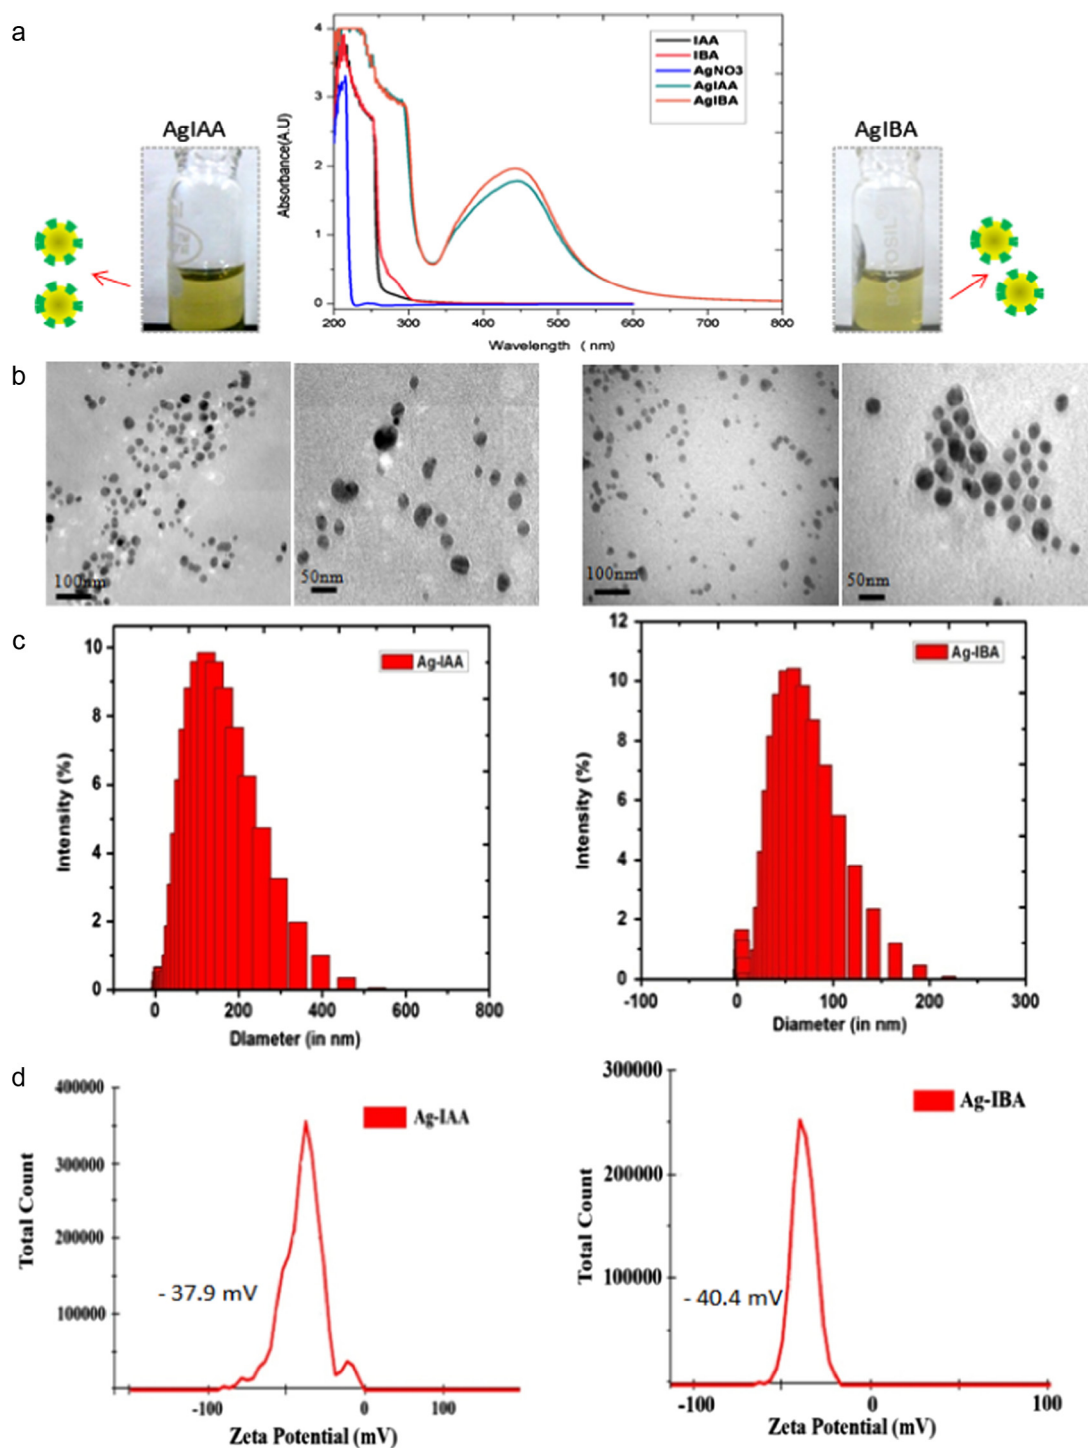 a
AgIAA
4
3
2
1
0
Absorbance(A.U)
IAA
IBA
AgNO3
AgIAA
AgIBA
200 300 400 500 600 700 800
Wavelength ( nm)
AgIBA
BOROSIL
b
100nm
50nm
100nm
50nm
c
10
8
6
4
2
0
Intensity (%)
Ag-IAA
0 200 400 600 800
Diameter (in nm)
12
10
8
6
4
2
0
Intensity (%)
Ag-IBA
-100 0 100 200 300
Diameter (in nm)
d
400000
300000
200000
100000
Total Count
Ag-IAA
- 37.9 mV
-100 0 100
Zeta Potential (mV)
300000
200000
100000
Total Count
Ag-IBA
- 40.4 mV
-100 0 100
Zeta Potential (mV)